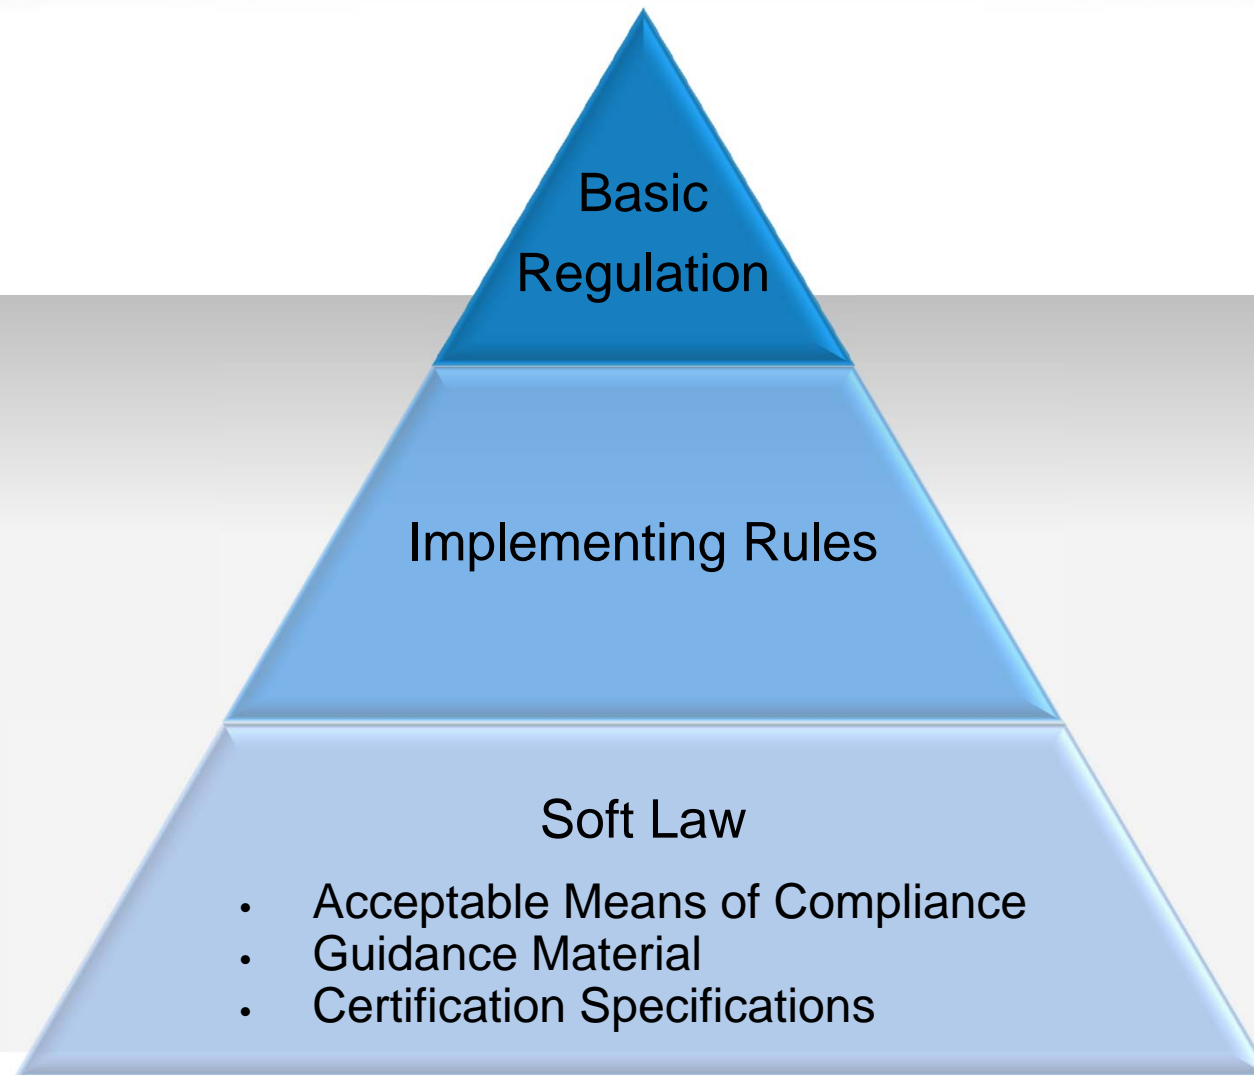 Basic
Regulation
Implementing Rules
Soft Law
• Acceptable Means of Compliance
• Guidance Material
• Certification Specifications